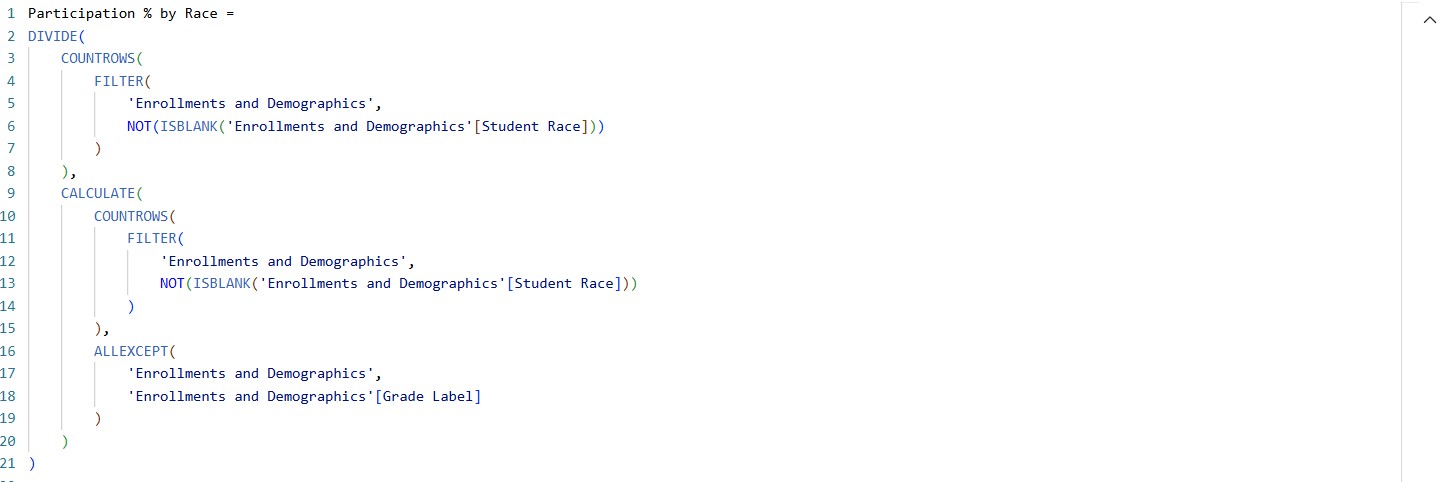 1 Participation % by Race =
2 DIVIDE(
3 COUNTROWS(
4 FILTER(
5 'Enrollments and Demographics',
6 NOT(ISBLANK('Enrollments and Demographics'[Student Race]))
7 )
8 ),
9 CALCULATE(
10 COUNTROWS(
11 FILTER(
12 'Enrollments and Demographics',
13 NOT(ISBLANK('Enrollments and Demographics'[Student Race]))
14 )
15 ),
16 ALLEXCEPT(
17 'Enrollments and Demographics',
18 'Enrollments and Demographics'[Grade Label]
19 )
20 )
21 )